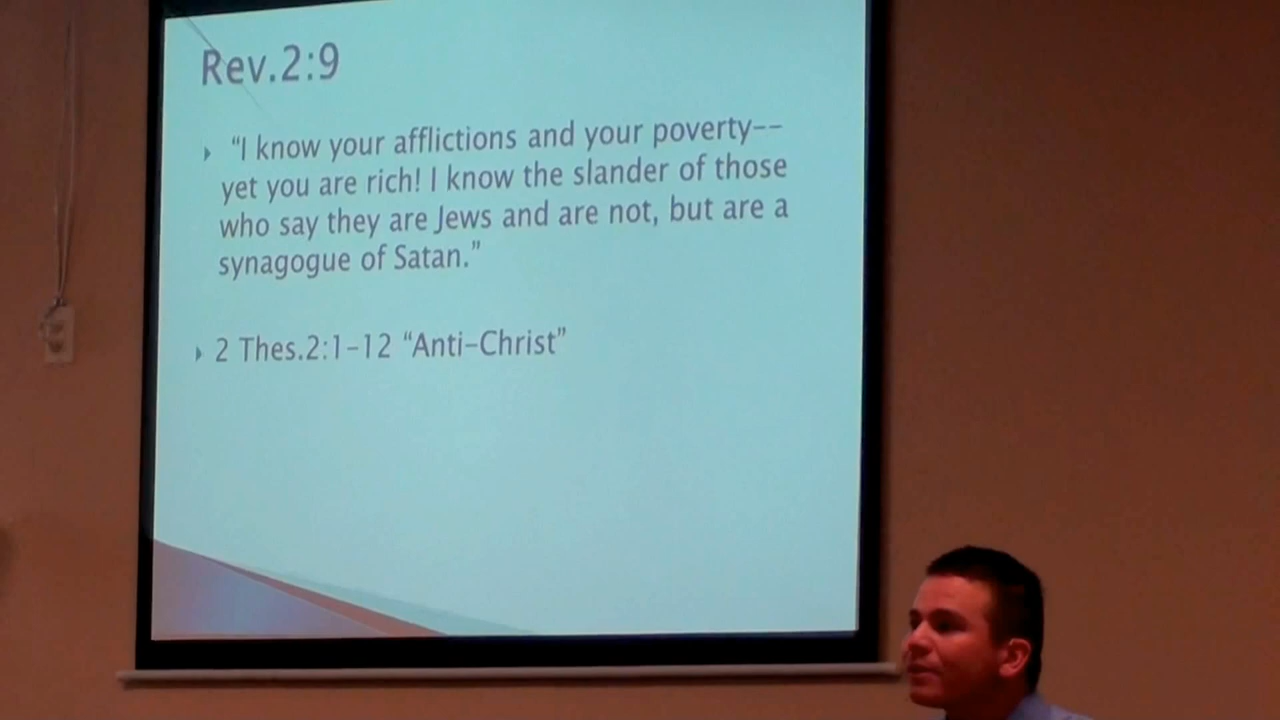 Rev.2:9
“I know your afflictions and your poverty--
yet you are rich! I know the slander of those
who say they are Jews and are not, but are a
synagogue of Satan.”
2 Thes.2:1-12 “Anti-Christ”